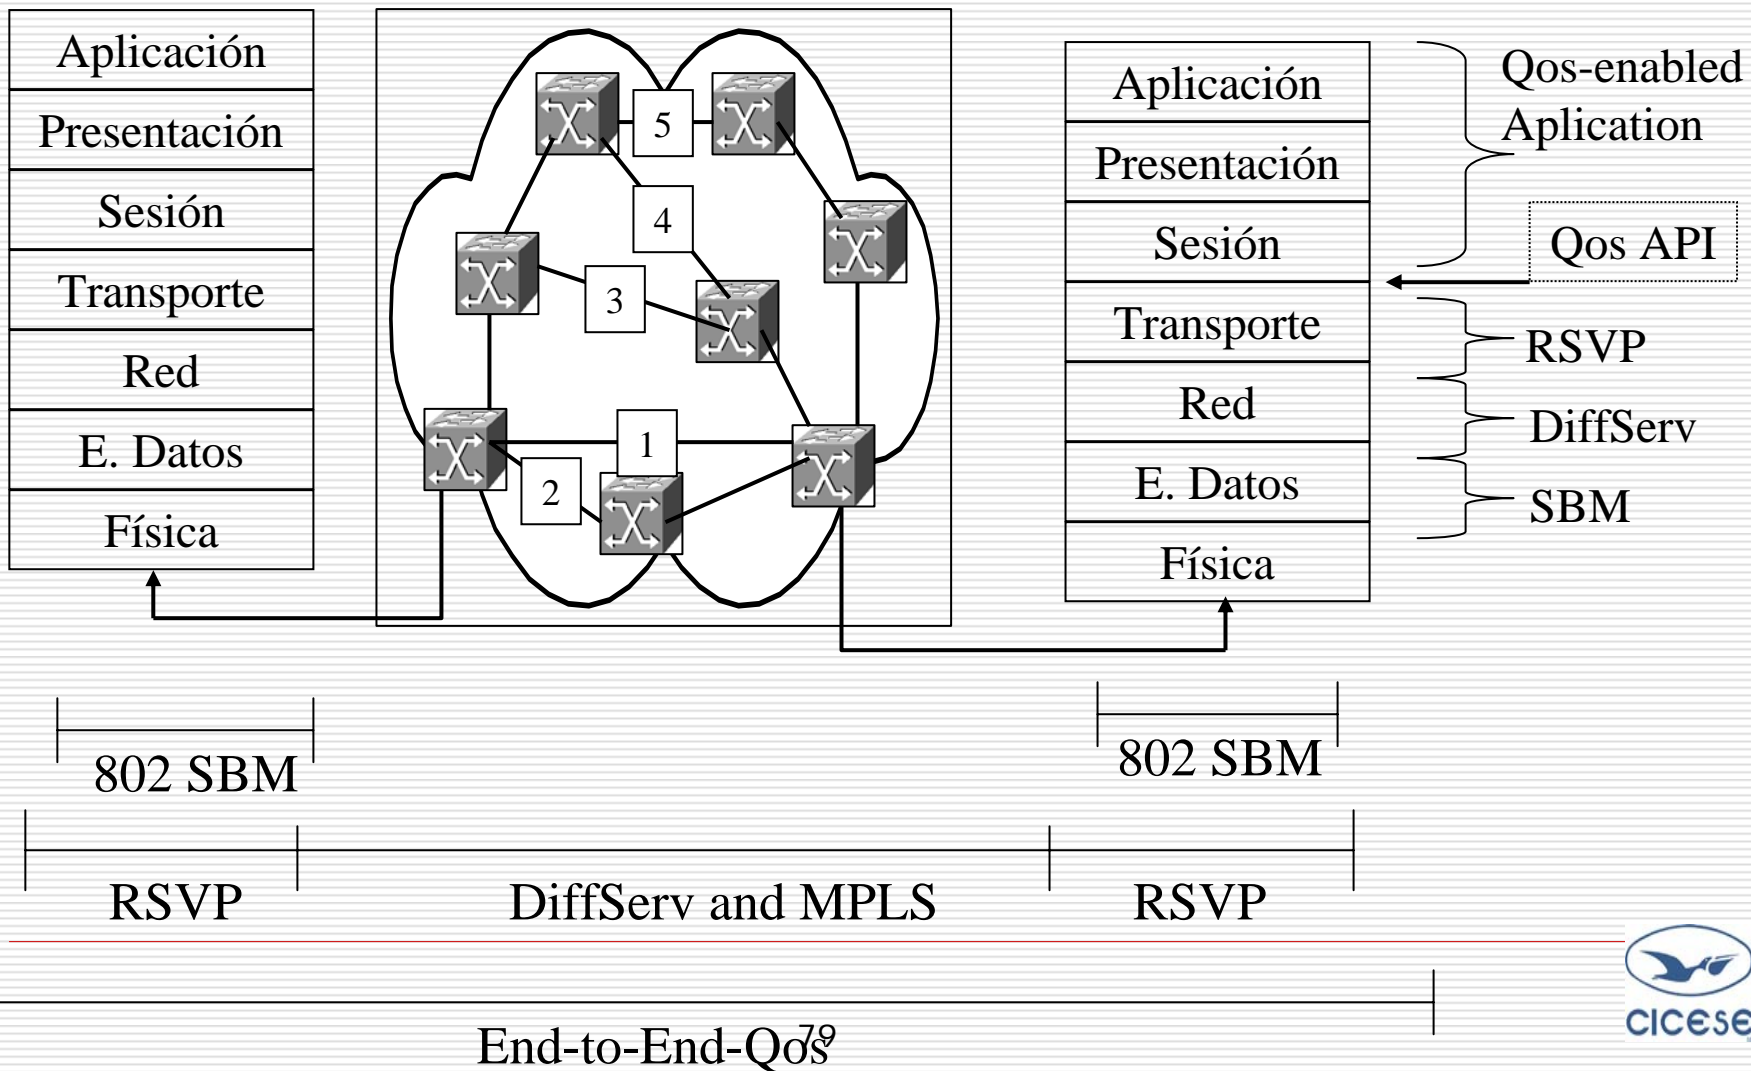 Aplicación
Presentación
Sesión
Transporte
Red
E. Datos
Física
5
4
3
1
2
Aplicación
Presentación
Sesión
Transporte
Red
E. Datos
Física
Qos-enabled
Aplication
Qos API
RSVP
DiffServ
SBM
802 SBM
802 SBM
RSVP
DiffServ and MPLS
RSVP
End-to-End-Qos
79
CICESE